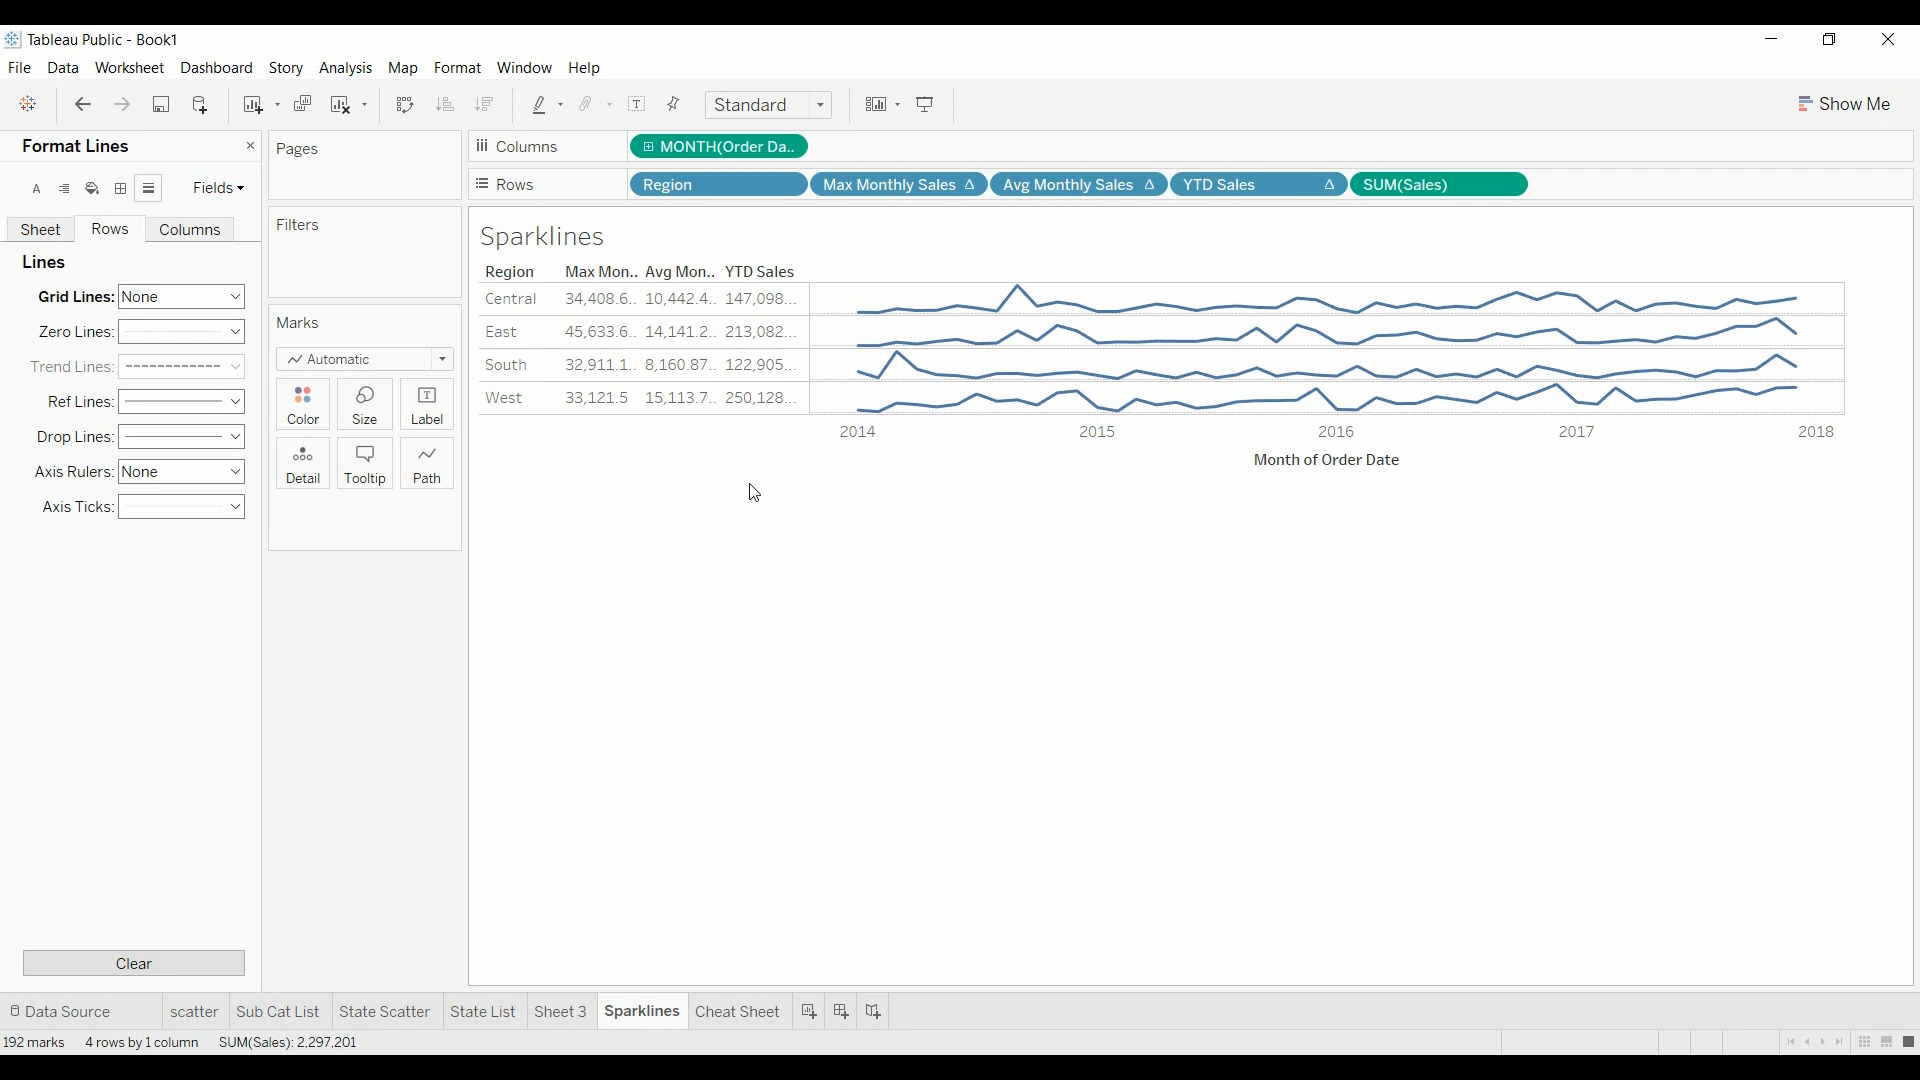 Tableau Public - Book1
File Data Worksheet Dashboard Story Analysis Map Format Window Help
Standard
Show Me
Format Lines
Fields
Sheet Rows Columns
Lines
Grid Lines: None
Zero Lines:
Trend Lines:
Ref Lines:
Drop Lines:
Axis Rulers: None
Axis Ticks:
Clear
Pages
Filters
Marks
Automatic
Color Size Label
Detail Tooltip Path
Columns MONTH(Order Da..
Rows Region Max Monthly Sales Δ Avg Monthly Sales Δ YTD Sales Δ SUM(Sales)
Sparklines
Region Max Mon.. Avg Mon.. YTD Sales
Central 34,408.6.. 10,442.4.. 147,098...
East 45,633.6.. 14,141.2.. 213,082...
South 32,911.1.. 8,160.87.. 122,905...
West 33,121.5 15,113.7.. 250,128...
2014 2015 2016 2017 2018
Month of Order Date
Data Source scatter Sub Cat List State Scatter State List Sheet 3 Sparklines Cheat Sheet
192 marks 4 rows by 1 column SUM(Sales): 2,297,201